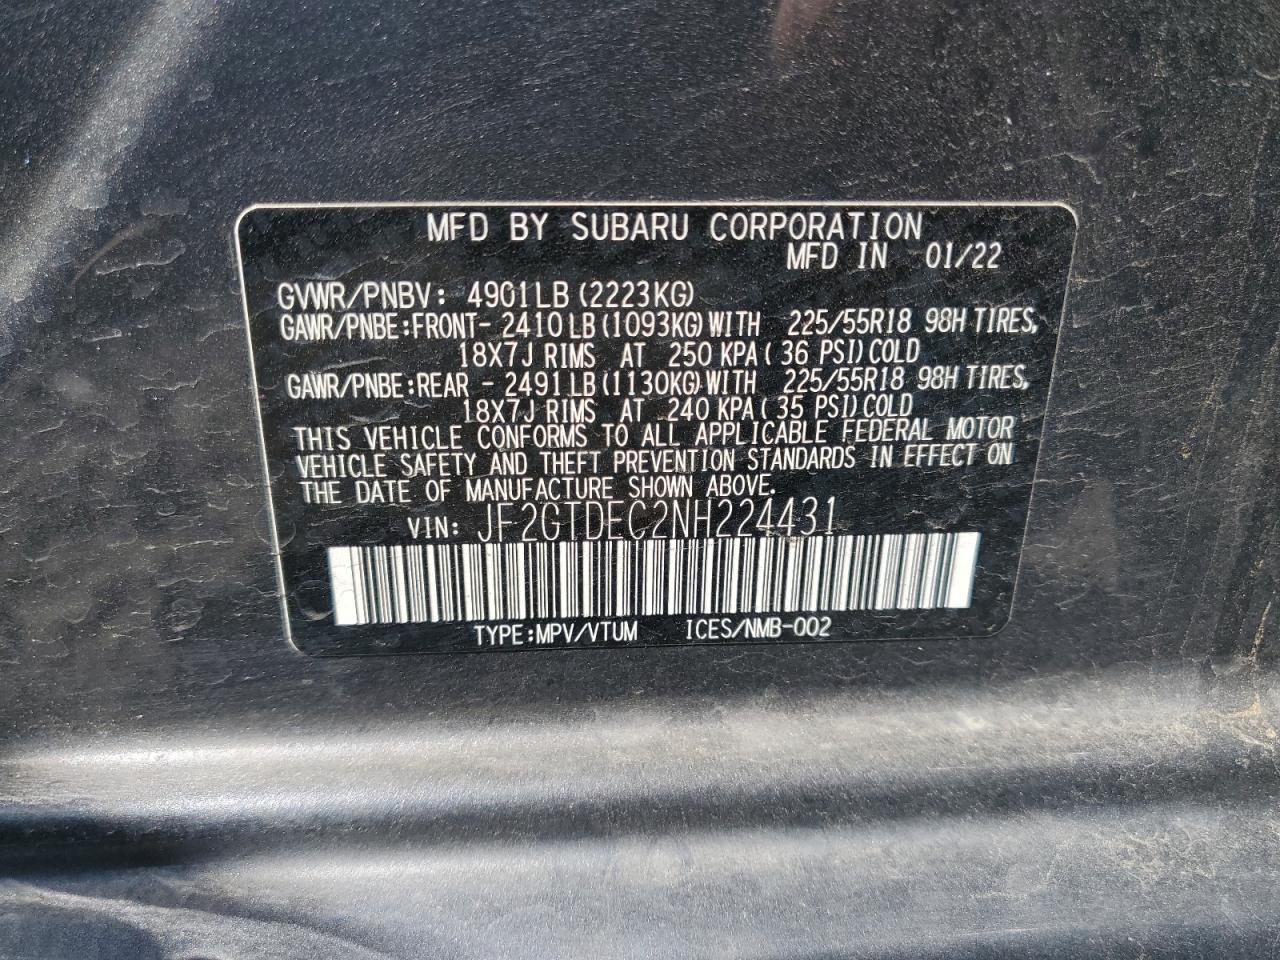 MFD BY SUBARU CORPORATION
MFD IN 01/22
GVWR/PNBV: 4901LB (2223KG)
GAWR/PNBE:FRONT- 2410 LB (1093KG) WITH 225/55R18 98H TIRES,
18X7J RIMS AT 250 KPA ( 36 PSI) COLD
GAWR/PNBE:REAR - 2491 LB (1130KG) WITH 225/55R18 98H TIRES,
18X7J RIMS AT 240 KPA ( 35 PSI) COLD
THIS VEHICLE CONFORMS TO ALL APPLICABLE FEDERAL MOTOR
VEHICLE SAFETY AND THEFT PREVENTION STANDARDS IN EFFECT ON
THE DATE OF MANUFACTURE SHOWN ABOVE.
VIN: JF2GTDEC2NH224431
TYPE:MPV/VTUM ICES/NMB-002